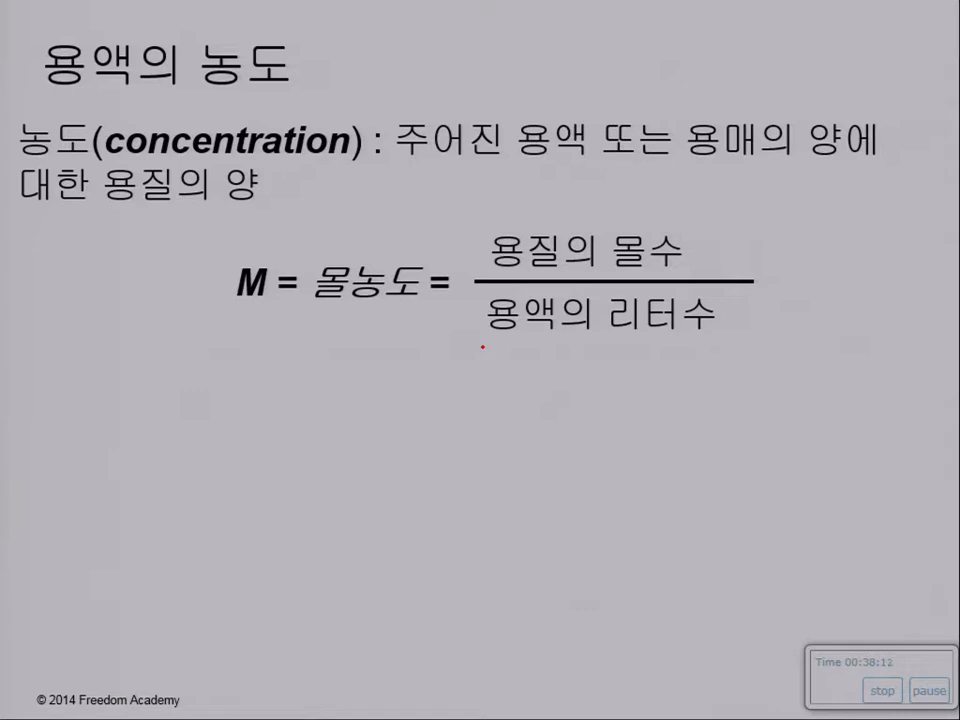 용액의 농도
농도(concentration) : 주어진 용액 또는 용매의 양에
대한 용질의 양
용질의 몰수
M = 몰농도 =
용액의 리터수
Time 00:38:12
stop pause
© 2014 Freedom Academy